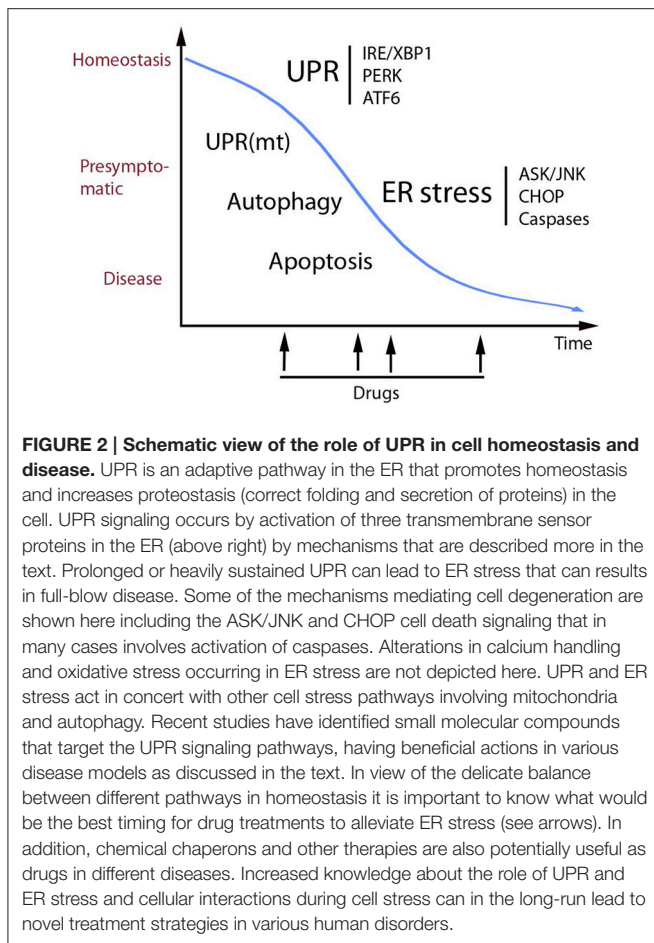 Homeostasis
UPR
IRE/XBP1
PERK
ATF6
UPR(mt)
Presympto-
matic
Autophagy
ER stress
ASK/JNK
CHOP
Caspases
Apoptosis
Disease
Time
Drugs
FIGURE 2 | Schematic view of the role of UPR in cell homeostasis and
disease. UPR is an adaptive pathway in the ER that promotes homeostasis
and increases proteostasis (correct folding and secretion of proteins) in the
cell. UPR signaling occurs by activation of three transmembrane sensor
proteins in the ER (above right) by mechanisms that are described more in the
text. Prolonged or heavily sustained UPR can lead to ER stress that can results
in full-blow disease. Some of the mechanisms mediating cell degeneration are
shown here including the ASK/JNK and CHOP cell death signaling that in
many cases involves activation of caspases. Alterations in calcium handling
and oxidative stress occurring in ER stress are not depicted here. UPR and ER
stress act in concert with other cell stress pathways involving mitochondria
and autophagy. Recent studies have identified small molecular compounds
that target the UPR signaling pathways, having beneficial actions in various
disease models as discussed in the text. In view of the delicate balance
between different pathways in homeostasis it is important to know what would
be the best timing for drug treatments to alleviate ER stress (see arrows). In
addition, chemical chaperons and other therapies are also potentially useful as
drugs in different diseases. Increased knowledge about the role of UPR and
ER stress and cellular interactions during cell stress can in the long-run lead to
novel treatment strategies in various human disorders.